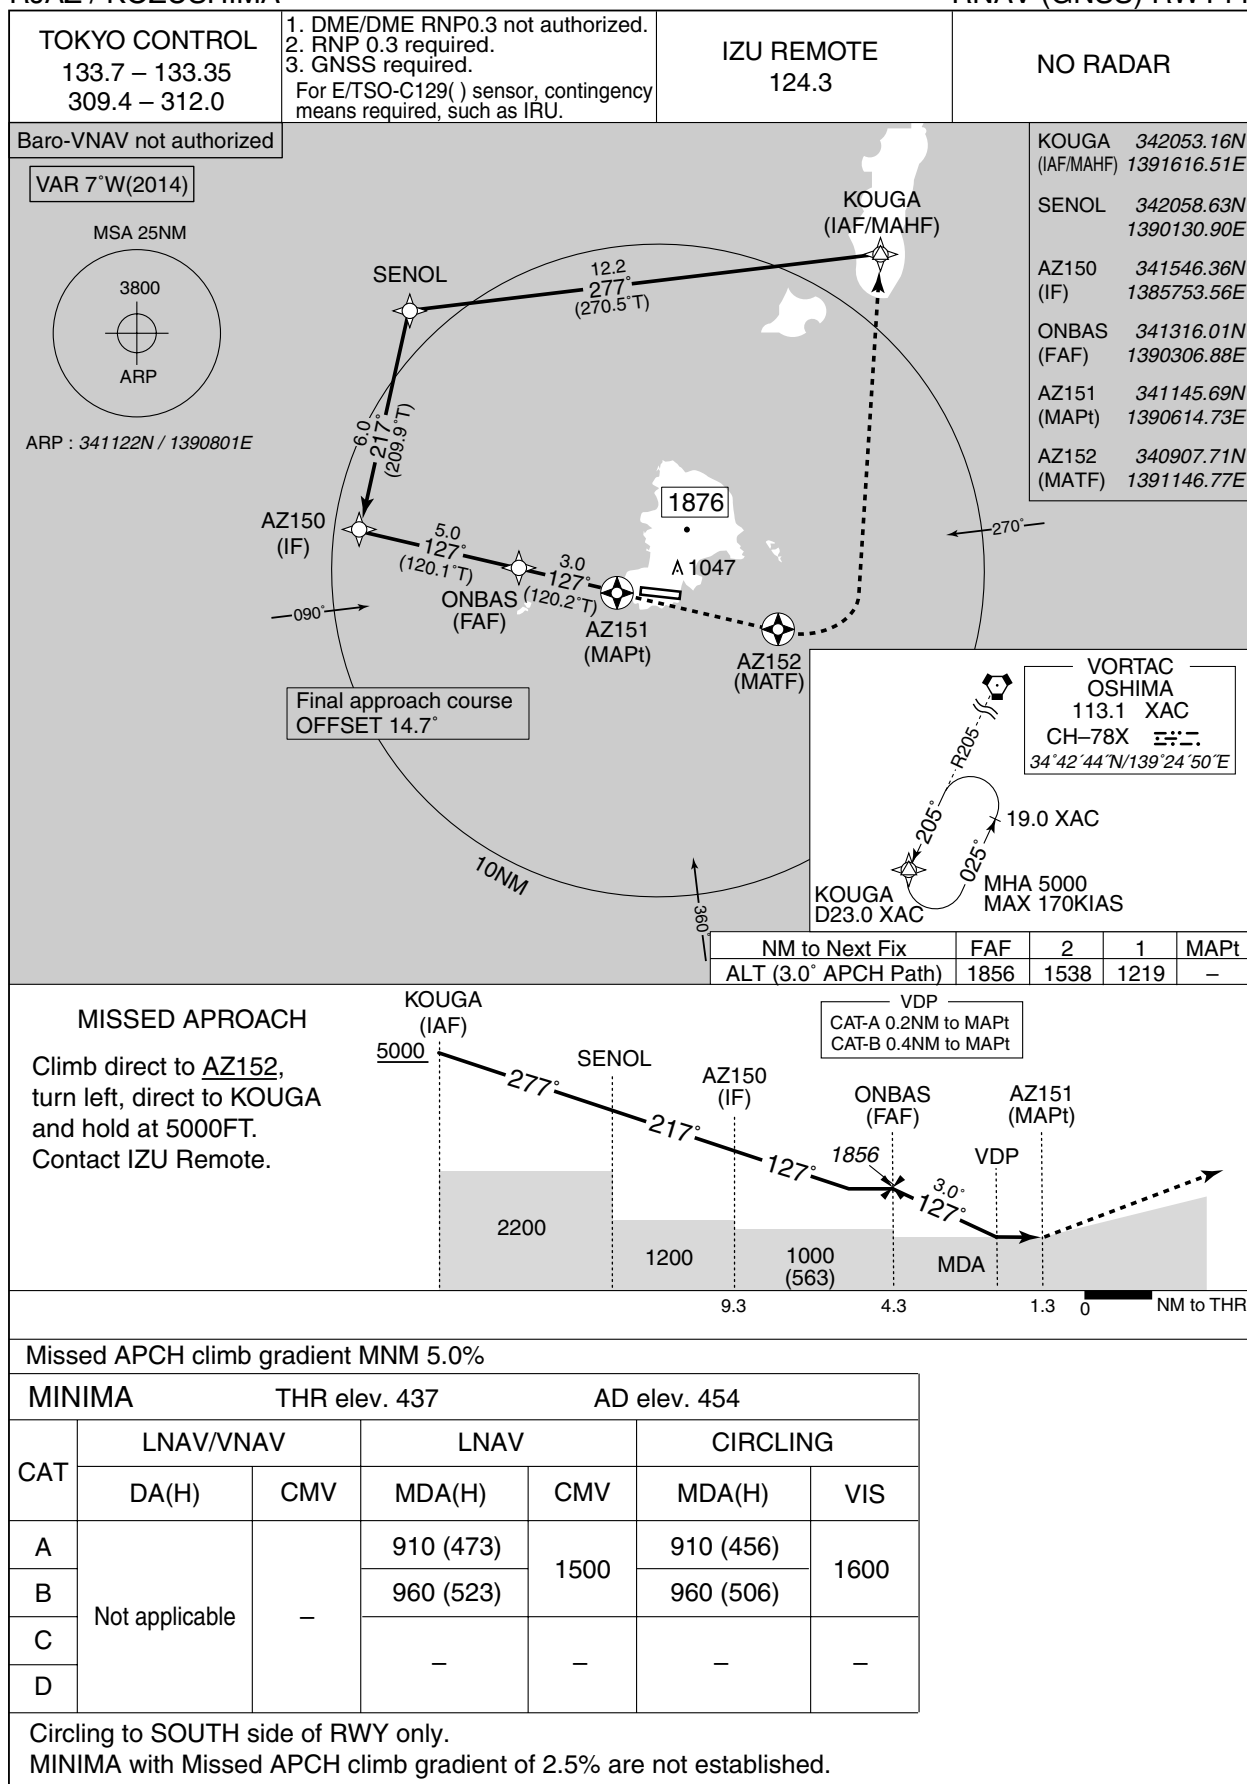 RJAZ / KOZUSHIMA
RNAV (GNSS) RWY11
TOKYO CONTROL
133.7 – 133.35
309.4 – 312.0
1. DME/DME RNP0.3 not authorized.
2. RNP 0.3 required.
3. GNSS required.
For E/TSO-C129( ) sensor, contingency
means required, such as IRU.
IZU REMOTE
124.3
NO RADAR
Baro-VNAV not authorized
VAR 7˚W(2014)
MSA 25NM
3800
ARP
ARP : 341122N / 1390801E
KOUGA 342053.16N
(IAF/MAHF) 1391616.51E
SENOL 342058.63N
1390130.90E
AZ150 341546.36N
(IF) 1385753.56E
ONBAS 341316.01N
(FAF) 1390306.88E
AZ151 341145.69N
(MAPt) 1390614.73E
AZ152 340907.71N
(MATF) 1391146.77E
KOUGA
(IAF/MAHF)
SENOL
12.2
277˚
(270.5˚T)
6.0
217˚
(209.9˚T)
AZ150
(IF)
5.0
127˚
(120.1˚T)
3.0
127˚
(120.2˚T)
ONBAS
(FAF)
AZ151
(MAPt)
AZ152
(MATF)
1876
1047
270˚
090˚
360˚
10NM
Final approach course
OFFSET 14.7˚
VORTAC
OSHIMA
113.1 XAC
CH–78X
34˚42´44˝N/139˚24´50˝E
R205
205˚
025˚
19.0 XAC
KOUGA
D23.0 XAC
MHA 5000
MAX 170KIAS
NM to Next Fix FAF 2 1 MAPt
ALT (3.0˚ APCH Path) 1856 1538 1219 –
MISSED APROACH
Climb direct to AZ152,
turn left, direct to KOUGA
and hold at 5000FT.
Contact IZU Remote.
VDP
CAT-A 0.2NM to MAPt
CAT-B 0.4NM to MAPt
KOUGA
(IAF)
5000
277˚
SENOL
217˚
AZ150
(IF)
127˚
1856
ONBAS
(FAF)
3.0˚
127˚
VDP
AZ151
(MAPt)
2200
1200
1000
(563)
MDA
9.3 4.3 1.3 0 NM to THR
Missed APCH climb gradient MNM 5.0%
MINIMA THR elev. 437 AD elev. 454
CAT LNAV/VNAV LNAV CIRCLING
DA(H) CMV MDA(H) CMV MDA(H) VIS
A 910 (473) 910 (456)
1500 1600
B 960 (523) 960 (506)
Not applicable –
C
– – – –
D
Circling to SOUTH side of RWY only.
MINIMA with Missed APCH climb gradient of 2.5% are not established.